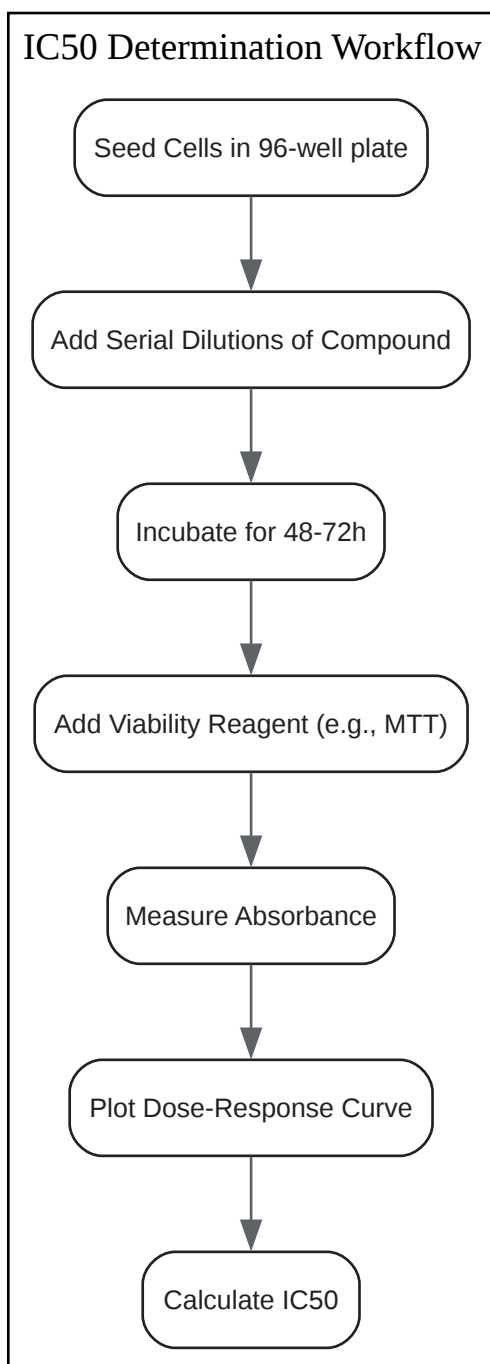 IC50 Determination Workflow
Seed Cells in 96-well plate
Add Serial Dilutions of Compound
Incubate for 48-72h
Add Viability Reagent (e.g., MTT)
Measure Absorbance
Plot Dose-Response Curve
Calculate IC50